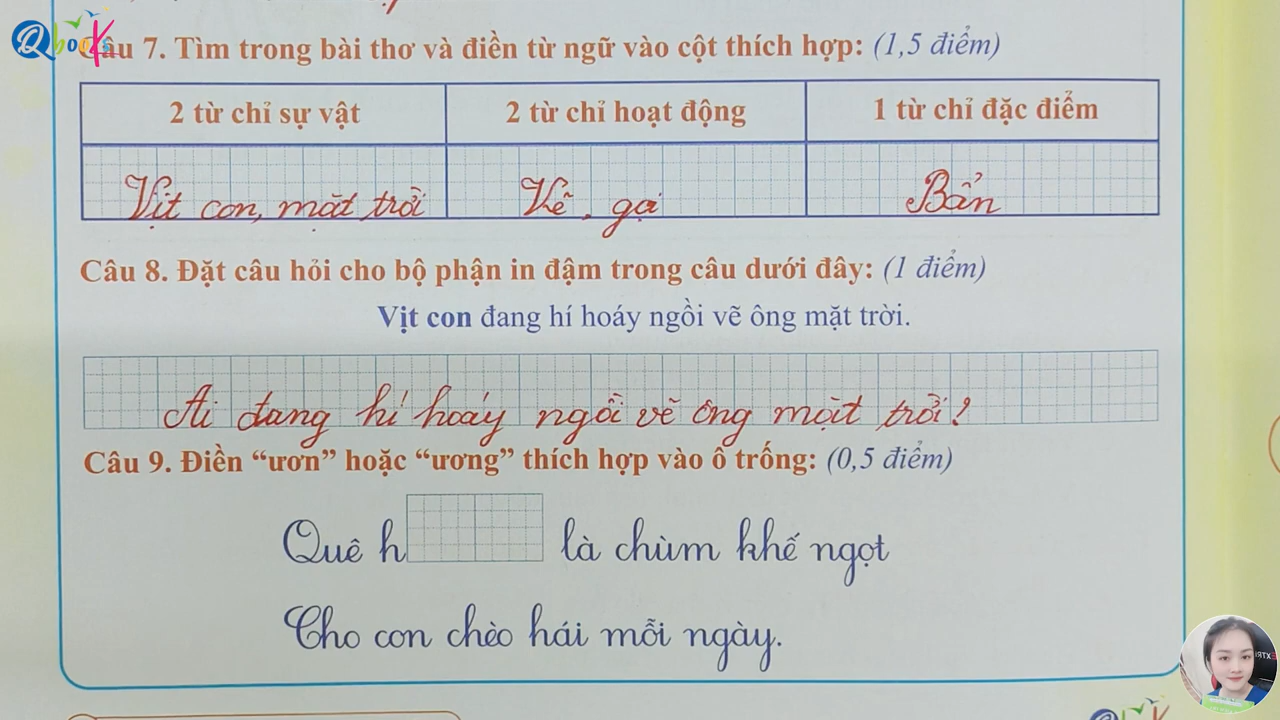 Qbooks
Câu 7. Tìm trong bài thơ và điền từ ngữ vào cột thích hợp: (1,5 điểm)
2 từ chỉ sự vật 2 từ chỉ hoạt động 1 từ chỉ đặc điểm
Vịt con, mặt trời Vẽ, gạ Bẩn
Câu 8. Đặt câu hỏi cho bộ phận in đậm trong câu dưới đây: (1 điểm)
Vịt con đang hí hoáy ngồi vẽ ông mặt trời.
Ai đang hí hoáy ngồi vẽ ông mặt trời?
Câu 9. Điền “ươn” hoặc “ương” thích hợp vào ô trống: (0,5 điểm)
Quê h là chùm khế ngọt
Cho con chèo hái mỗi ngày.